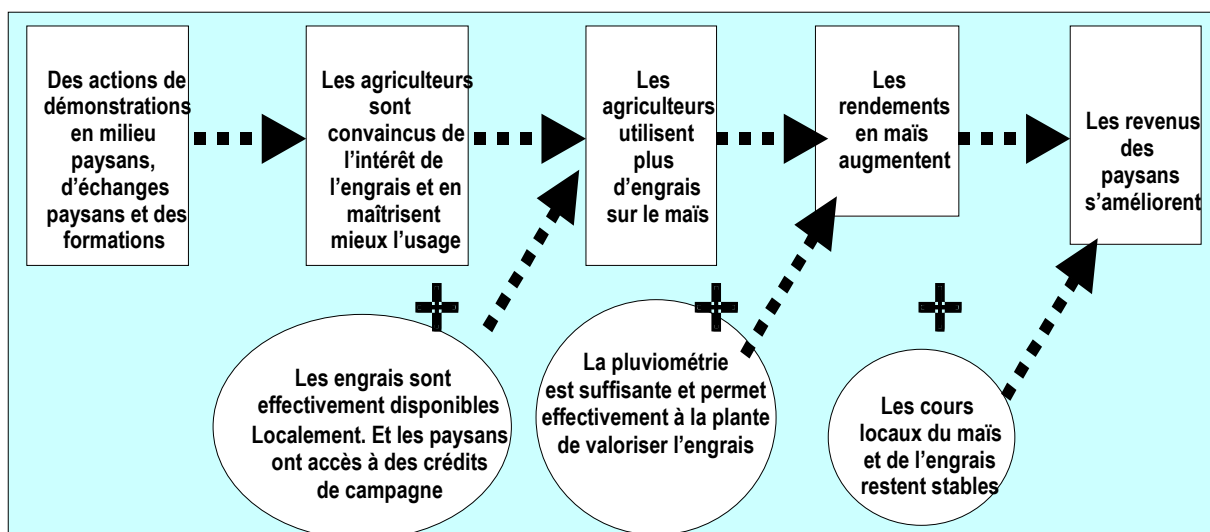 Des actions de
démonstrations
en milieu
paysans,
d'échanges
paysans et des
formations
Les agriculteurs
sont
convaincus de
l'intérêt de
l'engrais et en
maîtrisent
mieux l'usage
Les
agriculteurs
utilisent
plus
d'engrais
sur le maïs
Les
rendements
en maïs
augmentent
Les revenus
des
paysans
s'améliorent
Les engrais sont
effectivement disponibles
Localement. Et les paysans
ont accès à des crédits
de campagne
La pluviométrie
est suffisante et permet
effectivement à la plante
de valoriser l'engrais
Les cours
locaux du maïs
et de l'engrais
restent stables